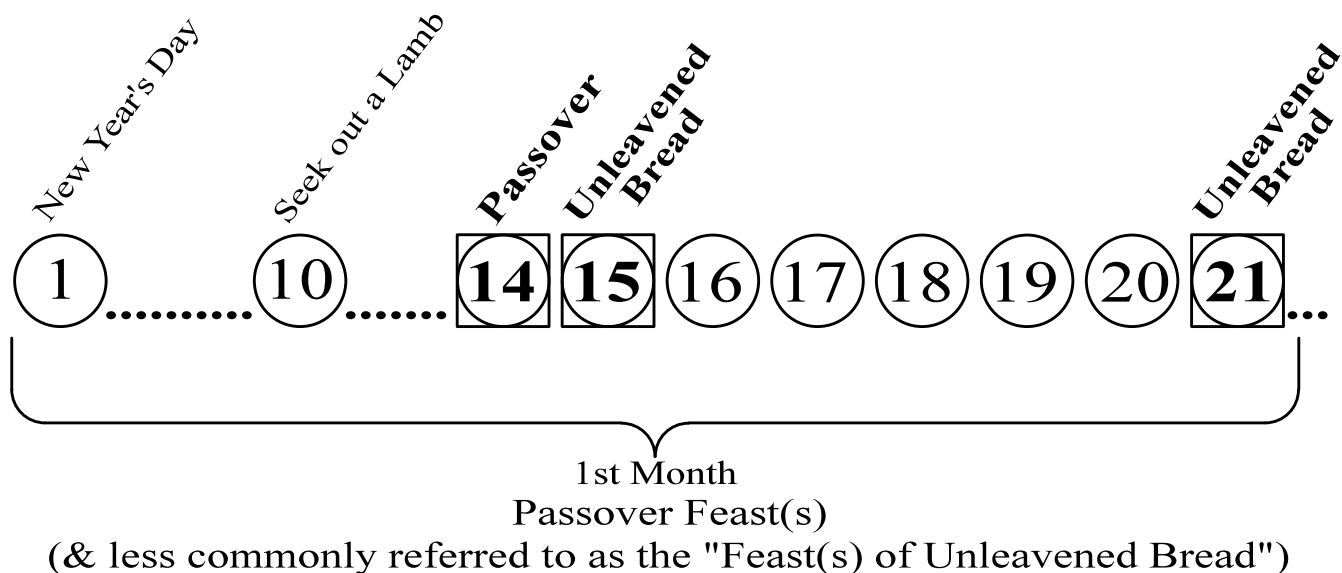 New Year's Day
Seek out a Lamb
Passover
Unleavened
Bread
Unleavened
Bread
1 .......... 10 ....... 14 15 16 17 18 19 20 21 ...
1st Month
Passover Feast(s)
(& less commonly referred to as the "Feast(s) of Unleavened Bread")